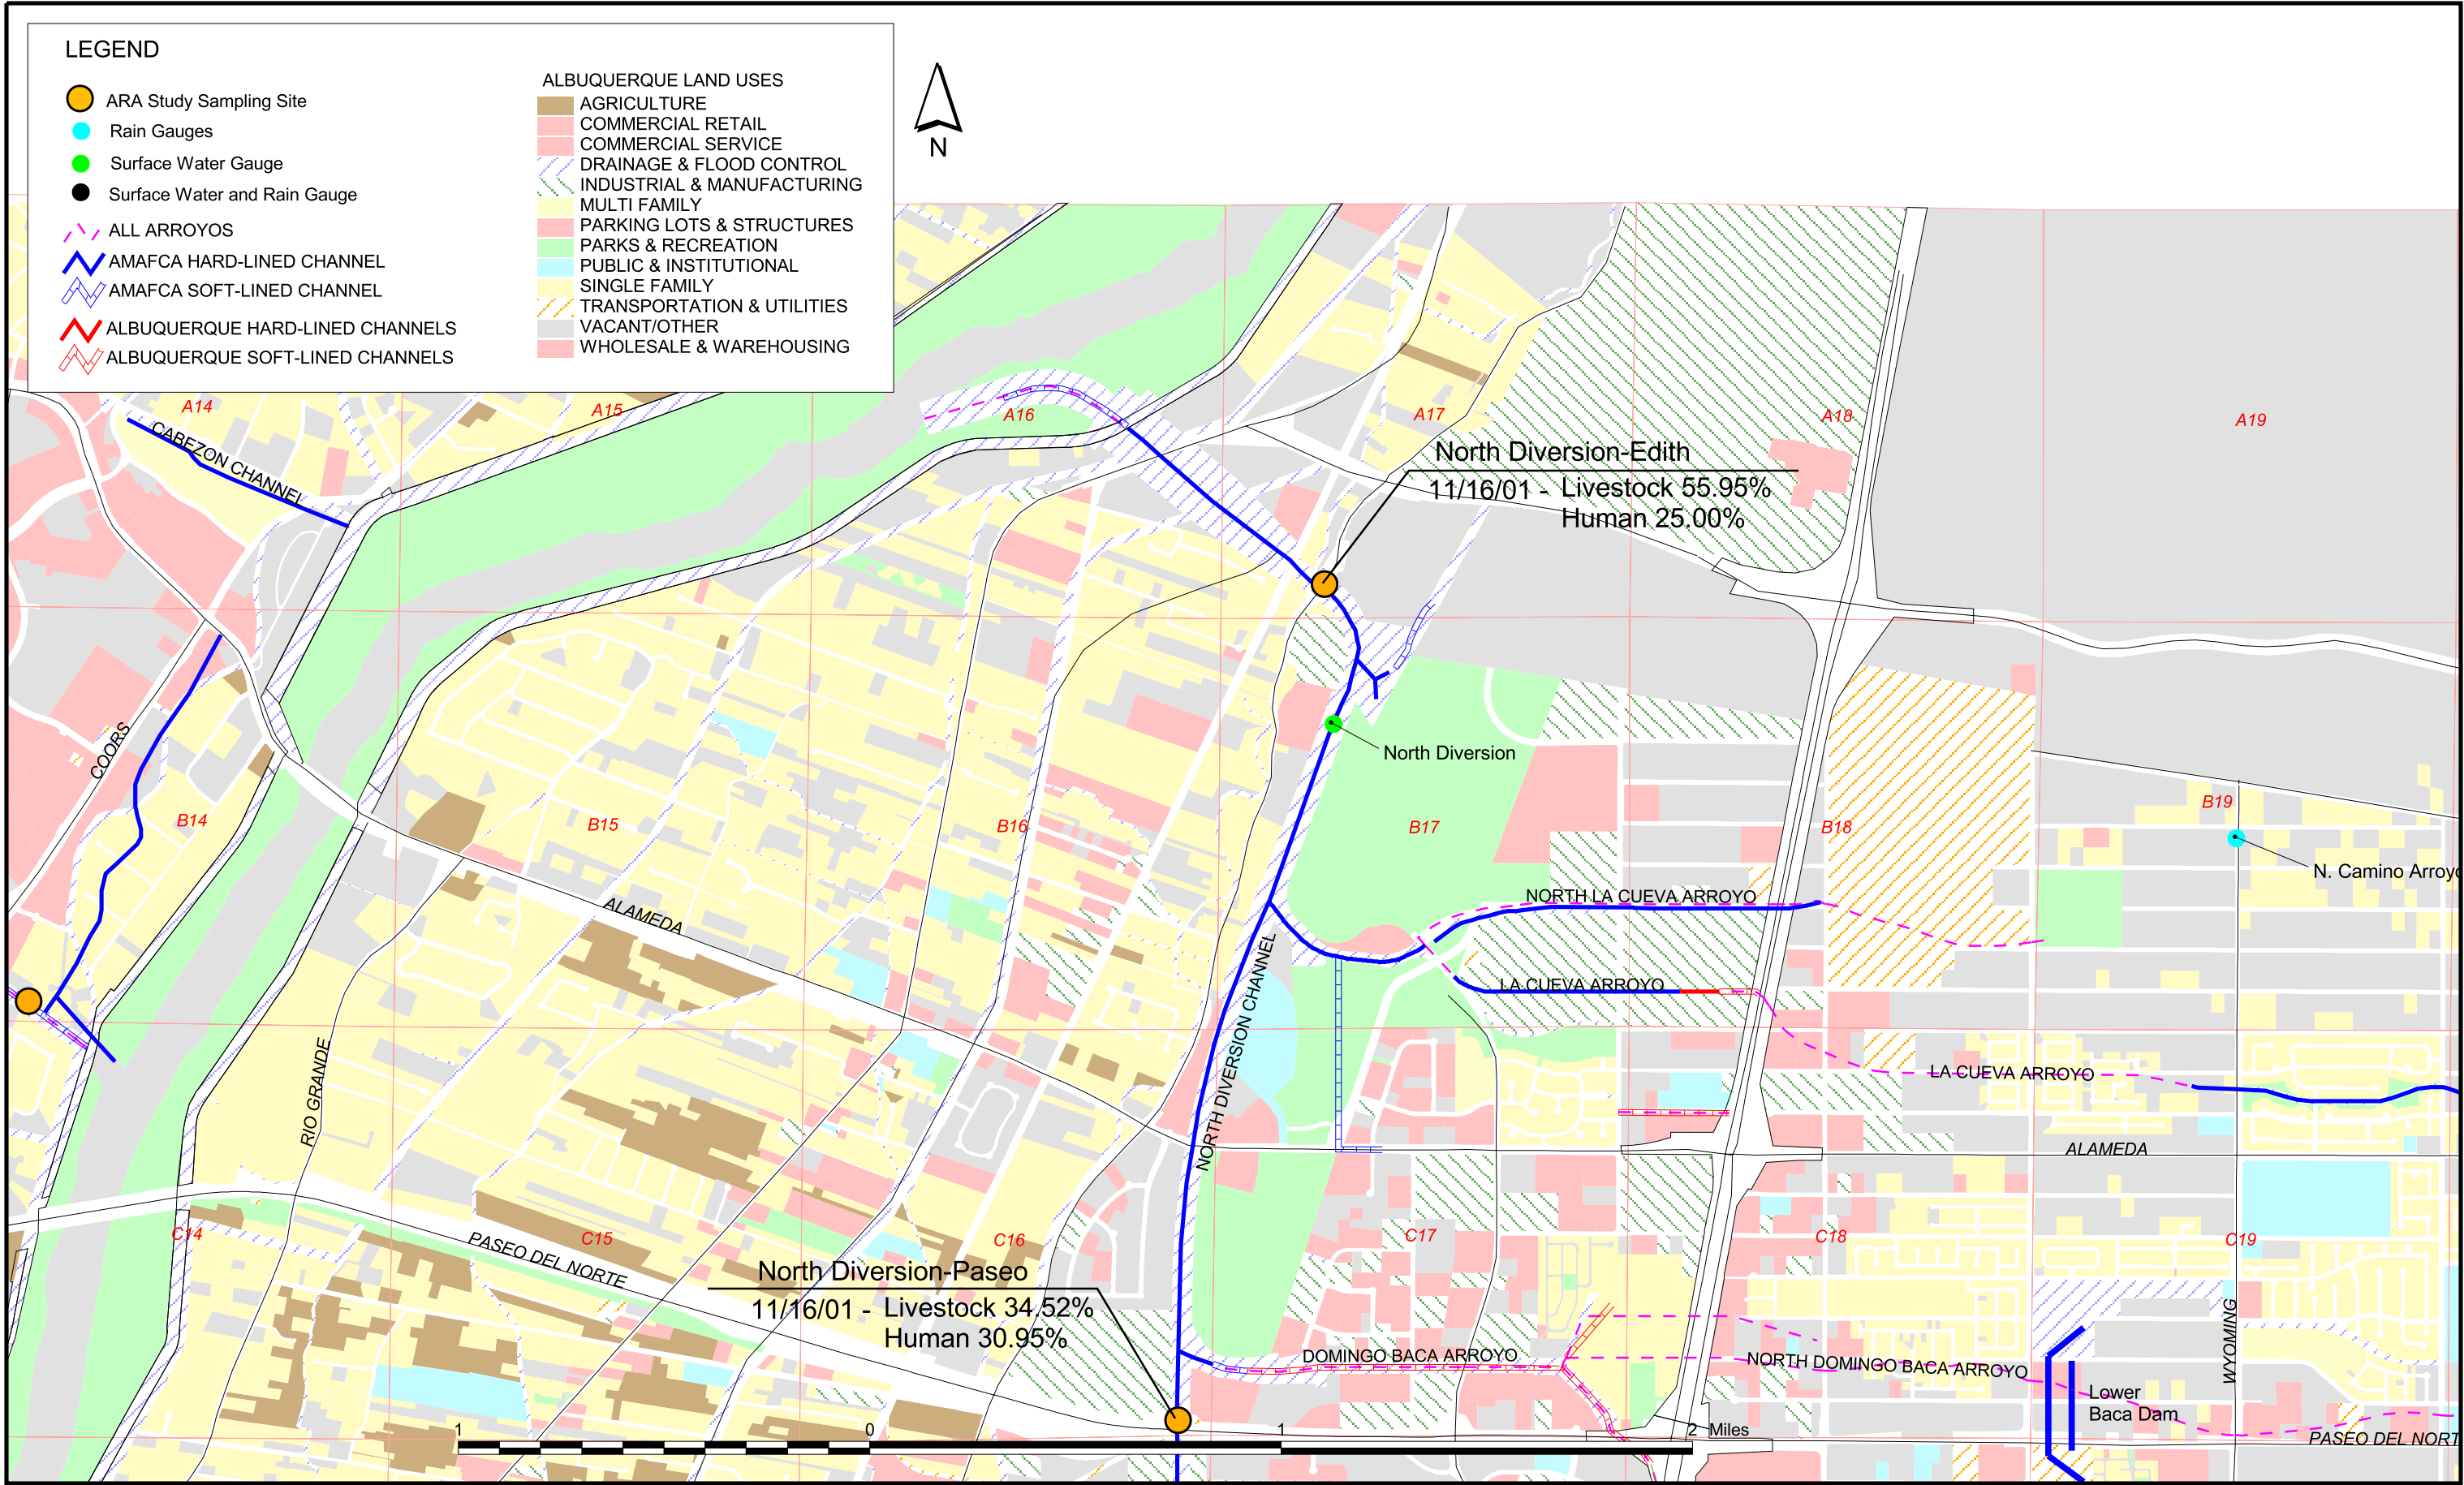 LEGEND
ARA Study Sampling Site
Rain Gauges
Surface Water Gauge
Surface Water and Rain Gauge
ALL ARROYOS
AMAFCA HARD-LINED CHANNEL
AMAFCA SOFT-LINED CHANNEL
ALBUQUERQUE HARD-LINED CHANNELS
ALBUQUERQUE SOFT-LINED CHANNELS
ALBUQUERQUE LAND USES
AGRICULTURE
COMMERCIAL RETAIL
COMMERCIAL SERVICE
DRAINAGE & FLOOD CONTROL
INDUSTRIAL & MANUFACTURING
MULTI FAMILY
PARKING LOTS & STRUCTURES
PARKS & RECREATION
PUBLIC & INSTITUTIONAL
SINGLE FAMILY
TRANSPORTATION & UTILITIES
VACANT/OTHER
WHOLESALE & WAREHOUSING
N
A14
A15
A16
A17
A18
A19
CABEZON CHANNEL
North Diversion-Edith
11/16/01 - Livestock 55.95%
Human 25.00%
COORS
North Diversion
B14
B15
B16
B17
B18
B19
N. Camino Arroyo
ALAMEDA
NORTH LA CUEVA ARROYO
LA CUEVA ARROYO
NORTH DIVERSION CHANNEL
RIO GRANDE
LA CUEVA ARROYO
ALAMEDA
C14
C15
C16
C17
C18
C19
PASEO DEL NORTE
North Diversion-Paseo
11/16/01 - Livestock 34.52%
Human 30.95%
DOMINGO BACA ARROYO
NORTH DOMINGO BACA ARROYO
WYOMING
Lower
Baca Dam
1 0 1 2 Miles
PASEO DEL NORT